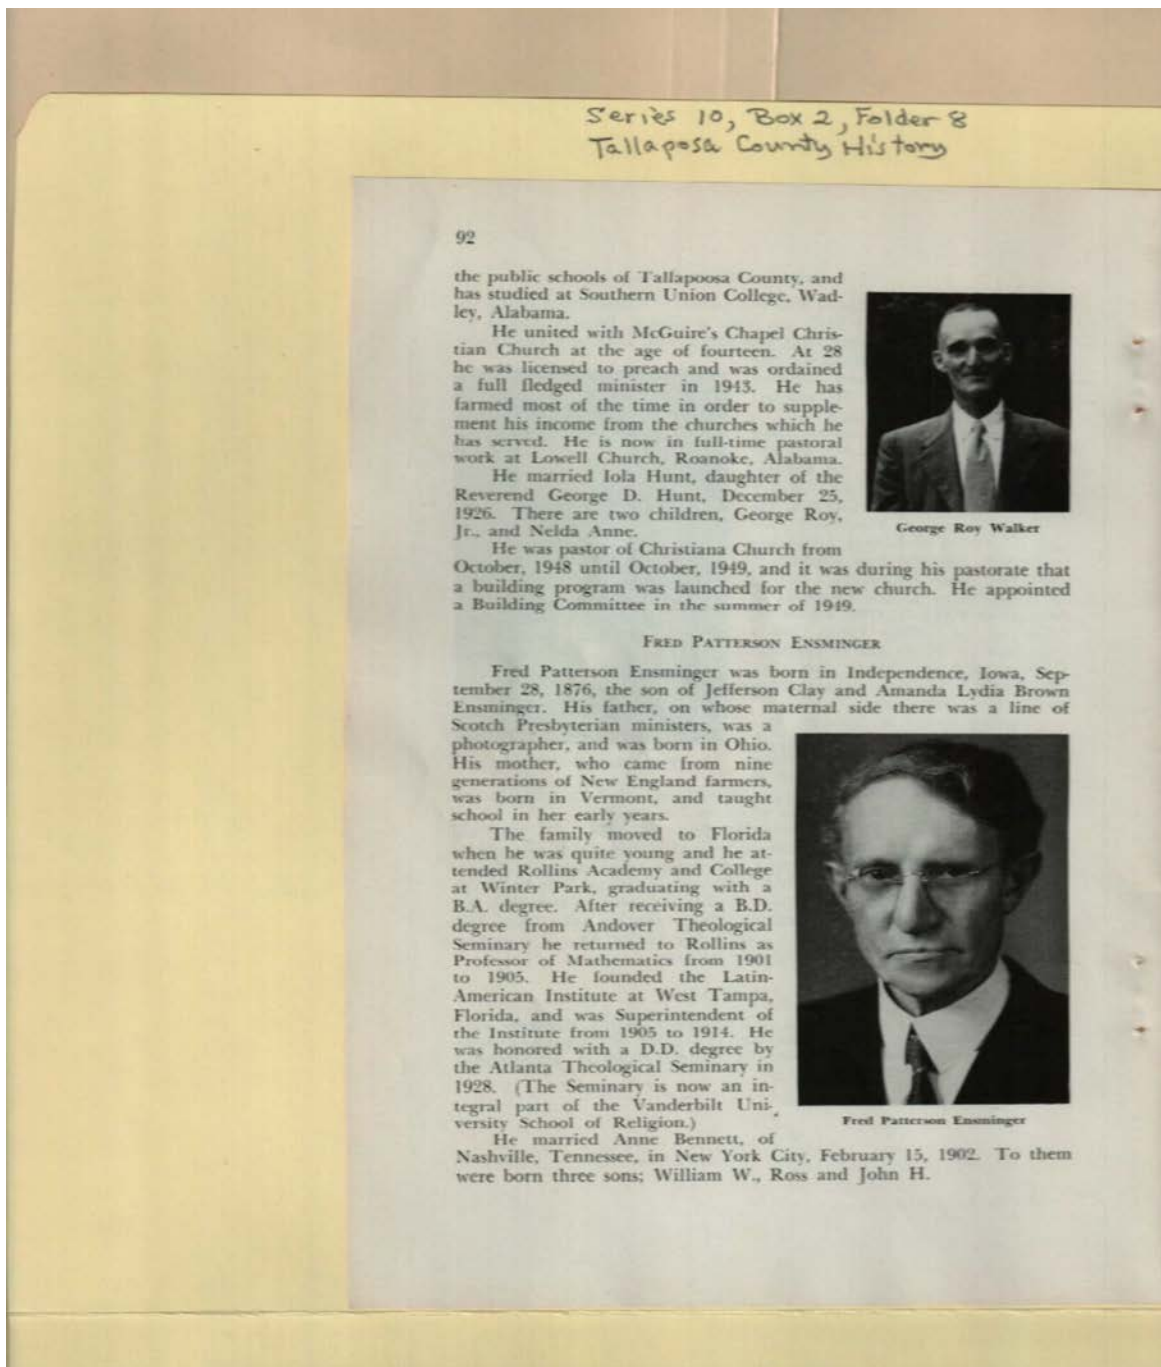 Series 10, Box 2, Folder 8
Tallaposa County History
92
the public schools of Tallapoosa County, and
has studied at Southern Union College, Wad-
ley, Alabama.
He united with McGuire's Chapel Chris-
tian Church at the age of fourteen. At 28
he was licensed to preach and was ordained
a full fledged minister in 1943. He has
farmed most of the time in order to supple-
ment his income from the churches which he
has served. He is now in full-time pastoral
work at Lowell Church, Roanoke, Alabama.
He married Iola Hunt, daughter of the
Reverend George D. Hunt, December 25,
1926. There are two children, George Roy,
Jr., and Nelda Anne.
George Roy Walker
He was pastor of Christiana Church from
October, 1948 until October, 1949, and it was during his pastorate that
a building program was launched for the new church. He appointed
a Building Committee in the summer of 1949.
FRED PATTERSON ENSMINGER
Fred Patterson Ensminger was born in Independence, Iowa, Sep-
tember 28, 1876, the son of Jefferson Clay and Amanda Lydia Brown
Ensminger. His father, on whose maternal side there was a line of
Scotch Presbyterian ministers, was a
photographer, and was born in Ohio.
His mother, who came from nine
generations of New England farmers,
was born in Vermont, and taught
school in her early years.
The family moved to Florida
when he was quite young and he at-
tended Rollins Academy and College
at Winter Park, graduating with a
B.A. degree. After receiving a B.D.
degree from Andover Theological
Seminary he returned to Rollins as
Professor of Mathematics from 1901
to 1905. He founded the Latin-
American Institute at West Tampa,
Florida, and was Superintendent of
the Institute from 1905 to 1914. He
was honored with a D.D. degree by
the Atlanta Theological Seminary in
1928. (The Seminary is now an in-
tegral part of the Vanderbilt Uni-
versity School of Religion.)
Fred Patterson Ensminger
He married Anne Bennett, of
Nashville, Tennessee, in New York City, February 15, 1902. To them
were born three sons; William W., Ross and John H.